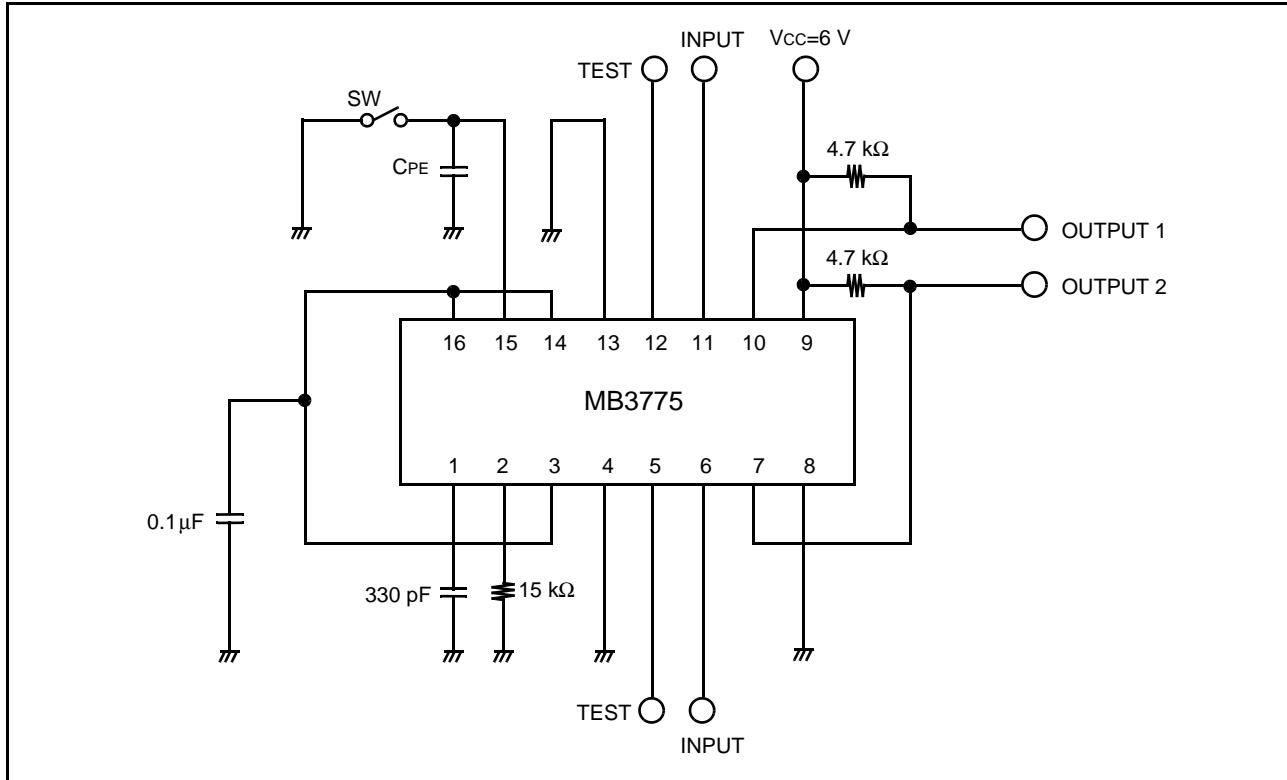 INPUT
VCC=6 V
TEST
SW
4.7 kΩ
CPE
OUTPUT 1
4.7 kΩ
OUTPUT 2
16 15 14 13 12 11 10 9
MB3775
1 2 3 4 5 6 7 8
0.1 μF
330 pF
15 kΩ
TEST
INPUT